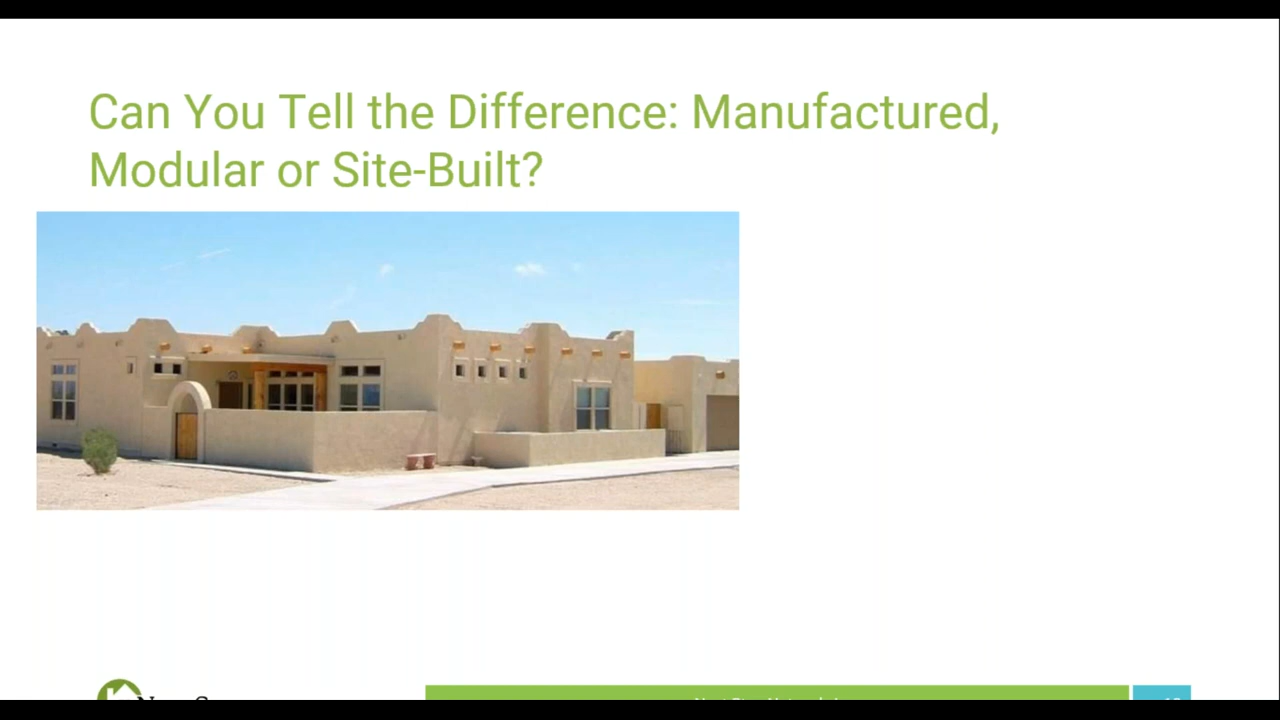 Can You Tell the Difference: Manufactured,
Modular or Site-Built?